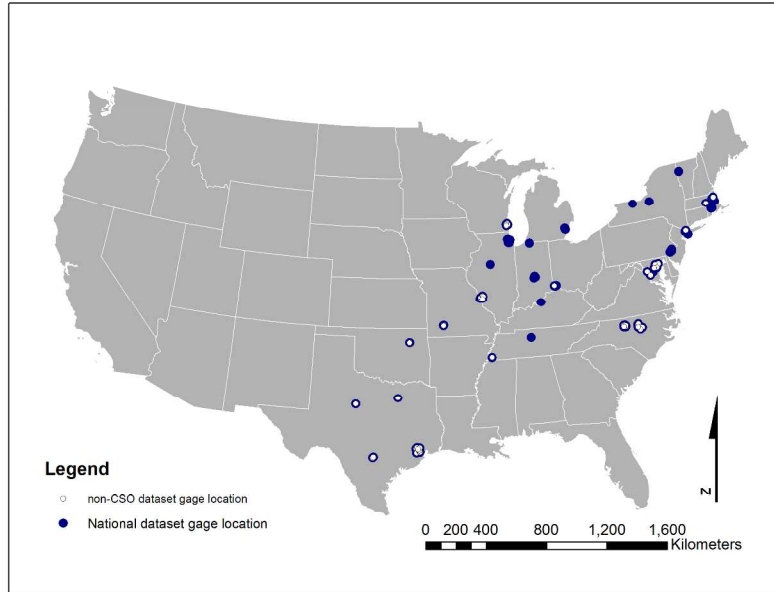 N
Legend
non-CSO dataset gage location
National dataset gage location
0 200 400 800 1,200 1,600
Kilometers